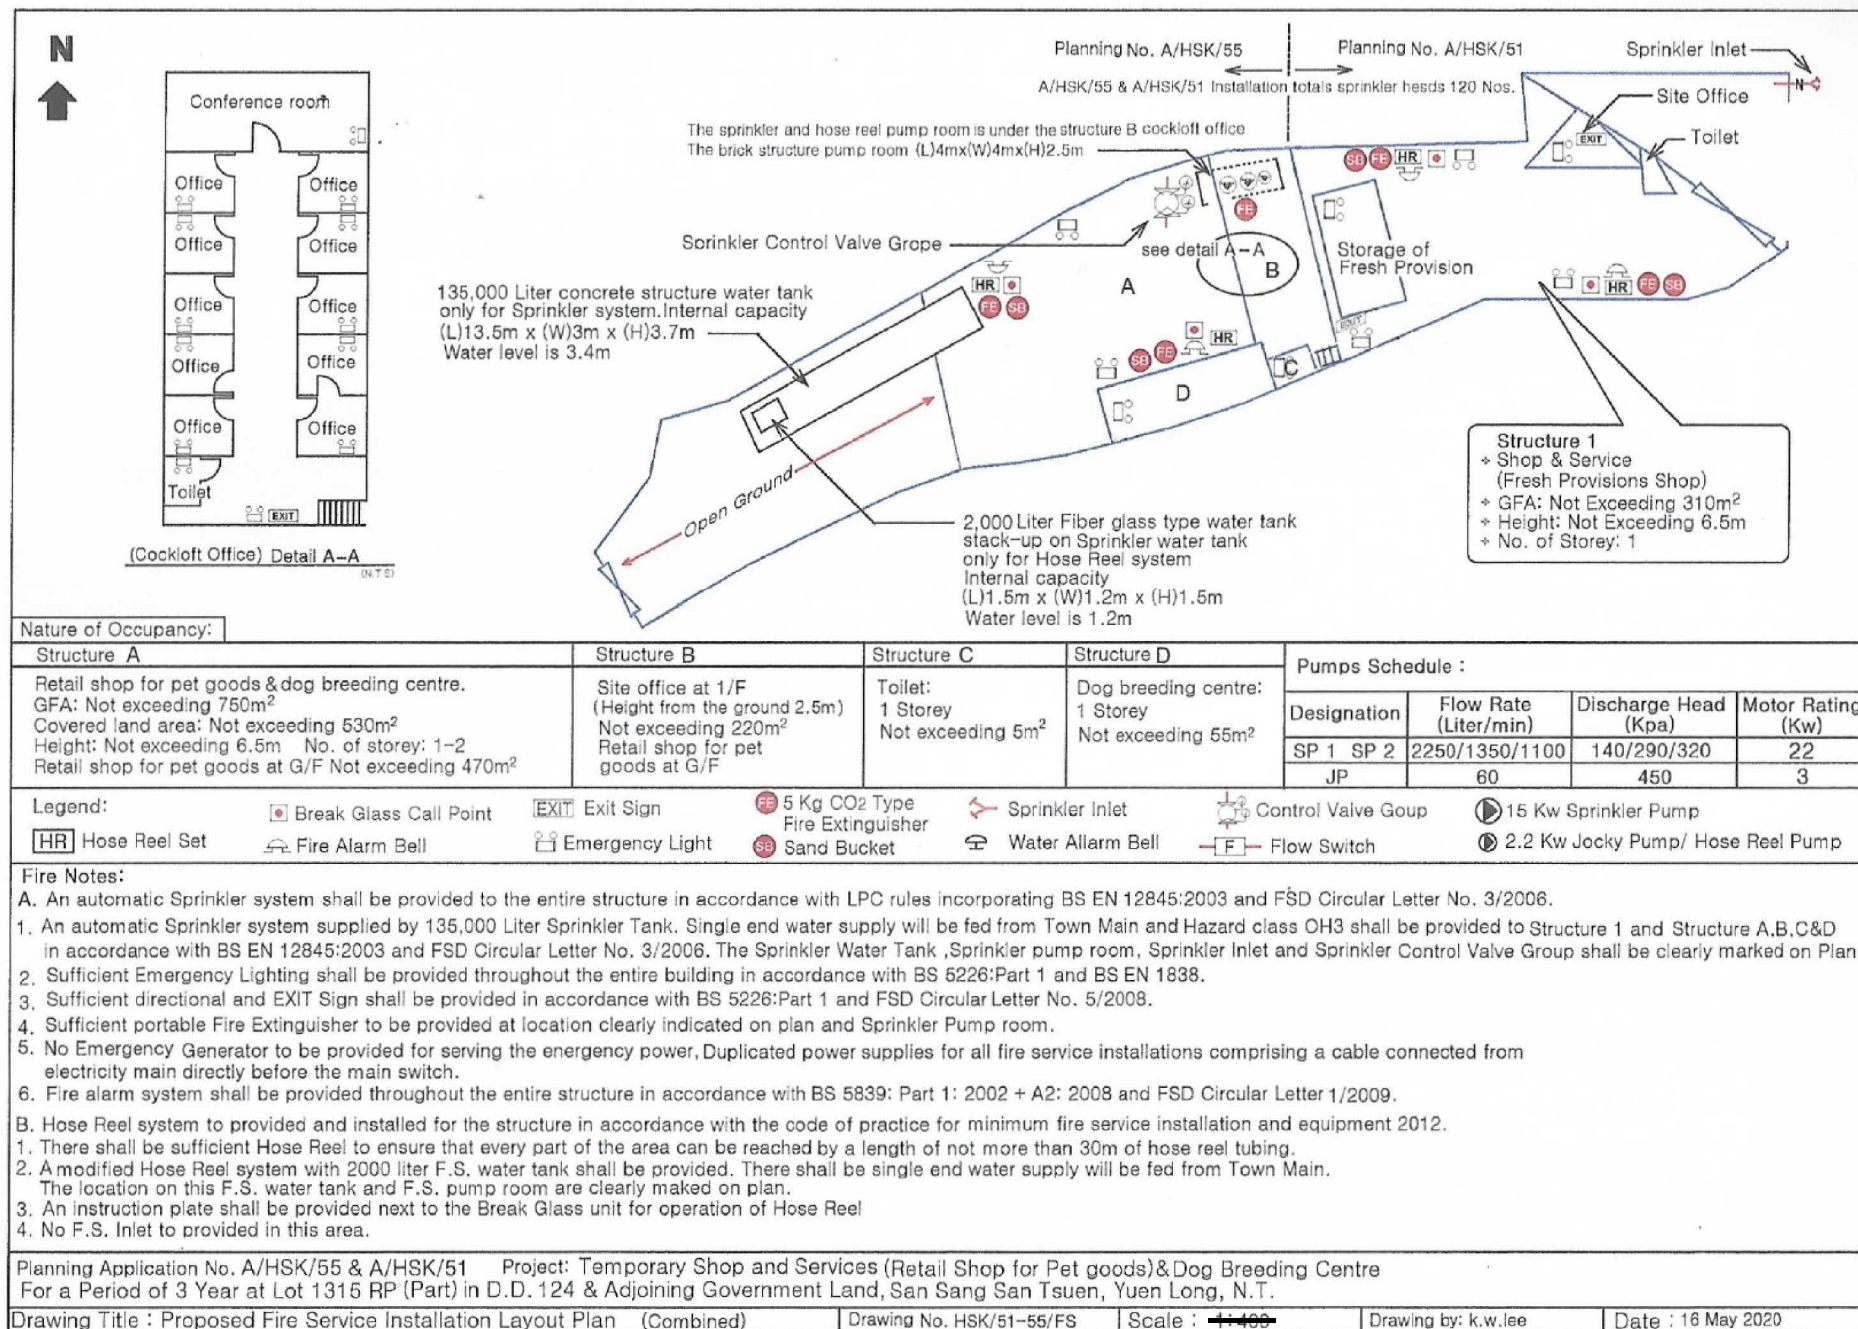 N
Conference room
Office
Office
Office
Office
Office
Office
Office
Office
Office
Office
Toilet
EXIT
(Cockloft Office) Detail A-A
(N.T.S)
Planning No. A/HSK/55
Planning No. A/HSK/51
Sprinkler Inlet
N
A/HSK/55 & A/HSK/51 Installation totals sprinkler hesds 120 Nos.
Site Office
Toilet
EXIT
The sprinkler and hose reel pump room is under the structure B cockloft office
The brick structure pump room (L)4mx(W)4mx(H)2.5m
SB FE HR
FE
Sprinkler Control Valve Grope
see detail A-A
A
B
Storage of
Fresh Provision
HR
FE SB
HR FE SB
135,000 Liter concrete structure water tank
only for Sprinkler system.Internal capacity
(L)13.5m x (W)3m x (H)3.7m
Water level is 3.4m
EXIT
HR
SB FE
C
D
Open Ground
2,000 Liter Fiber glass type water tank
stack-up on Sprinkler water tank
only for Hose Reel system
Internal capacity
(L)1.5m x (W)1.2m x (H)1.5m
Water level is 1.2m
Structure 1
Shop & Service
(Fresh Provisions Shop)
GFA: Not Exceeding 310m²
Height: Not Exceeding 6.5m
No. of Storey: 1
Nature of Occupancy:
Structure A
Retail shop for pet goods & dog breeding centre.
GFA: Not exceeding 750m²
Covered land area: Not exceeding 530m²
Height: Not exceeding 6.5m No. of storey: 1-2
Retail shop for pet goods at G/F Not exceeding 470m²
Structure B
Site office at 1/F
(Height from the ground 2.5m)
Not exceeding 220m²
Retail shop for pet
goods at G/F
Structure C
Toilet:
1 Storey
Not exceeding 5m²
Structure D
Dog breeding centre:
1 Storey
Not exceeding 55m²
Pumps Schedule :
Designation Flow Rate (Liter/min) Discharge Head (Kpa) Motor Rating (Kw)
SP 1 SP 2 2250/1350/1100 140/290/320 22
JP 60 450 3
Legend:
HR Hose Reel Set
Break Glass Call Point
Fire Alarm Bell
EXIT Exit Sign
Emergency Light
FE 5 Kg CO2 Type
Fire Extinguisher
SB Sand Bucket
Sprinkler Inlet
Water Allarm Bell
Control Valve Goup
F Flow Switch
15 Kw Sprinkler Pump
2.2 Kw Jocky Pump/ Hose Reel Pump
Fire Notes:
A. An automatic Sprinkler system shall be provided to the entire structure in accordance with LPC rules incorporating BS EN 12845:2003 and FSD Circular Letter No. 3/2006.
1. An automatic Sprinkler system supplied by 135,000 Liter Sprinkler Tank. Single end water supply will be fed from Town Main and Hazard class OH3 shall be provided to Structure 1 and Structure A.B.C&D
in accordance with BS EN 12845:2003 and FSD Circular Letter No. 3/2006. The Sprinkler Water Tank ,Sprinkler pump room, Sprinkler Inlet and Sprinkler Control Valve Group shall be clearly marked on Plan
2. Sufficient Emergency Lighting shall be provided throughout the entire building in accordance with BS 5226:Part 1 and BS EN 1838.
3. Sufficient directional and EXIT Sign shall be provided in accordance with BS 5226:Part 1 and FSD Circular Letter No. 5/2008.
4. Sufficient portable Fire Extinguisher to be provided at location clearly indicated on plan and Sprinkler Pump room.
5. No Emergency Generator to be provided for serving the energency power, Duplicated power supplies for all fire service installations comprising a cable connected from
electricity main directly before the main switch.
6. Fire alarm system shall be provided throughout the entire structure in accordance with BS 5839: Part 1: 2002 + A2: 2008 and FSD Circular Letter 1/2009.
B. Hose Reel system to provided and installed for the structure in accordance with the code of practice for minimum fire service installation and equipment 2012.
1. There shall be sufficient Hose Reel to ensure that every part of the area can be reached by a length of not more than 30m of hose reel tubing.
2. A modified Hose Reel system with 2000 liter F.S. water tank shall be provided. There shall be single end water supply will be fed from Town Main.
The location on this F.S. water tank and F.S. pump room are clearly maked on plan.
3. An instruction plate shall be provided next to the Break Glass unit for operation of Hose Reel
4. No F.S. Inlet to provided in this area.
Planning Application No. A/HSK/55 & A/HSK/51 Project: Temporary Shop and Services (Retail Shop for Pet goods)&Dog Breeding Centre
For a Period of 3 Year at Lot 1315 RP (Part) in D.D. 124 & Adjoining Government Land, San Sang San Tsuen, Yuen Long, N.T.
Drawing Title : Proposed Fire Service Installation Layout Plan (Combined) Drawing No. HSK/51-55/FS Scale : 1:400 Drawing by: k.w.lee Date : 16 May 2020